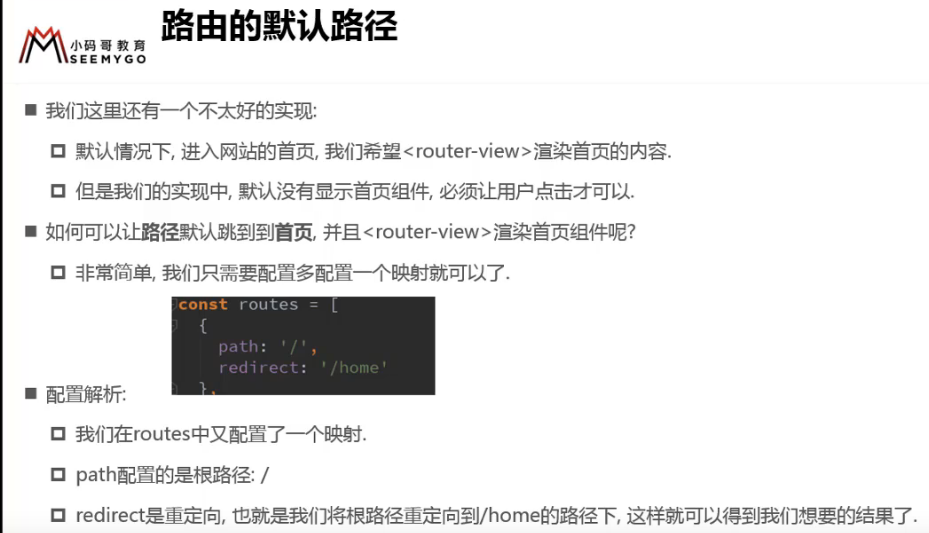 路由的默认路径
小码哥教育
SEEMYGO
我们这里还有一个不太好的实现:
默认情况下, 进入网站的首页, 我们希望<router-view>渲染首页的内容.
但是我们的实现中, 默认没有显示首页组件, 必须让用户点击才可以.
如何可以让路径默认跳到到首页, 并且<router-view>渲染首页组件呢?
非常简单, 我们只需要配置多配置一个映射就可以了.
const routes = [
{
path: '/',
redirect: '/home'
},
配置解析:
我们在routes中又配置了一个映射.
path配置的是根路径: /
redirect是重定向, 也就是我们将根路径重定向到/home的路径下, 这样就可以得到我们想要的结果了.